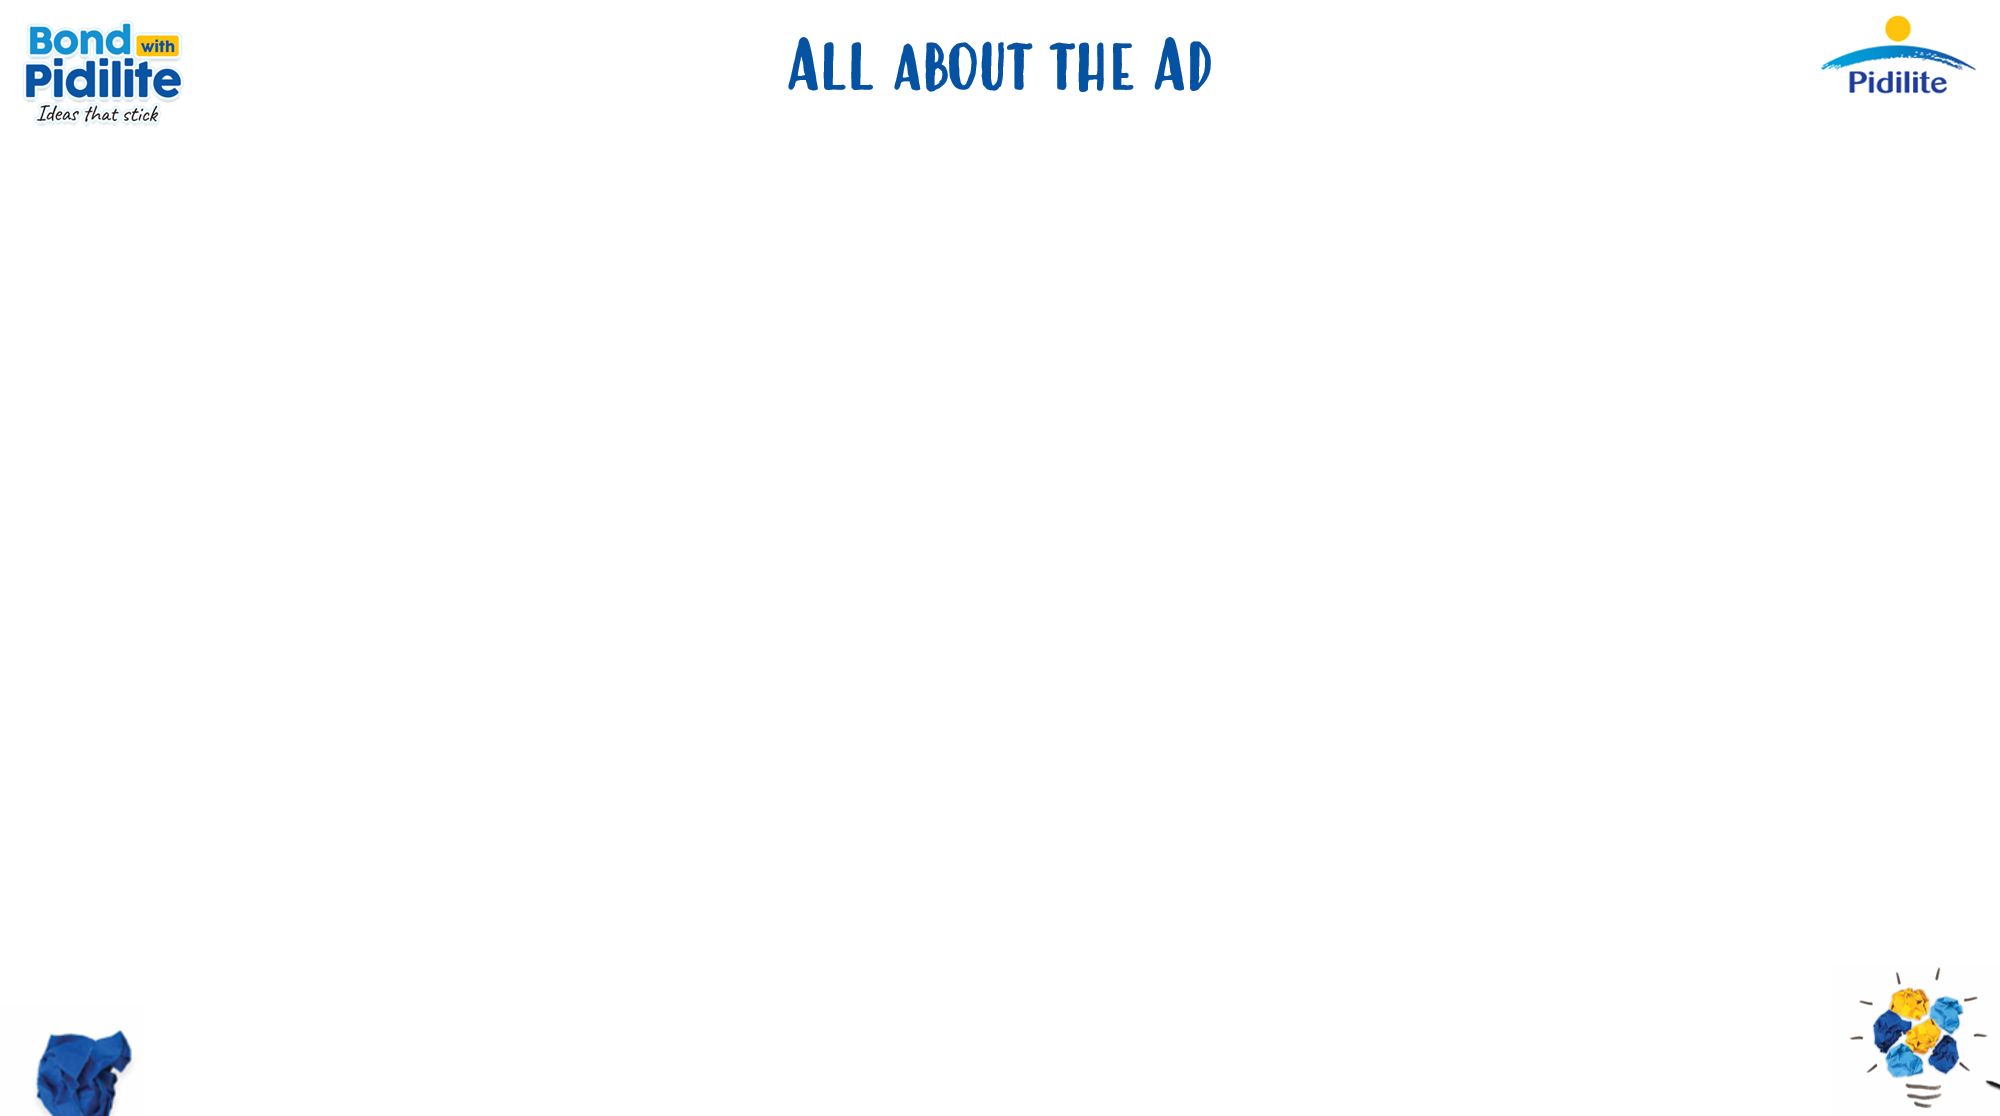 Bond with
Pidilite
Ideas that stick
All about the Ad
Pidilite